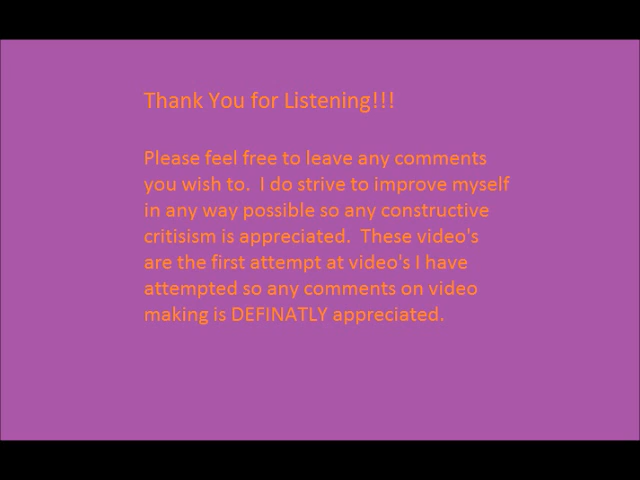 Thank You for Listening!!!
Please feel free to leave any comments
you wish to.  I do strive to improve myself
in any way possible so any constructive
critisism is appreciated.  These video's
are the first attempt at video's I have
attempted so any comments on video
making is DEFINATLY appreciated.